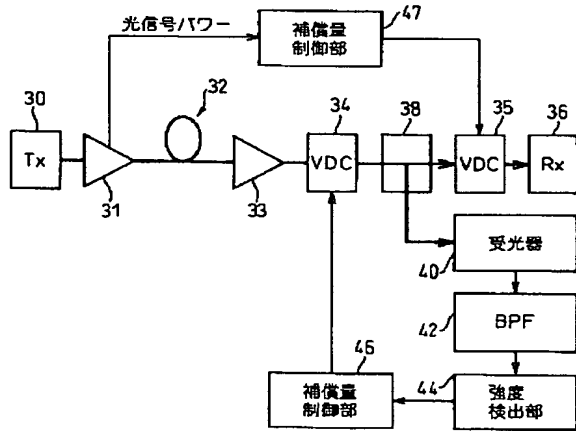 光信号パワー
補償量
制御部
47
30
32
34
38
35
36
Tx
VDC
VDC
Rx
31
33
受光器
40
BPF
42
46
44
補償量
制御部
強度
検出部